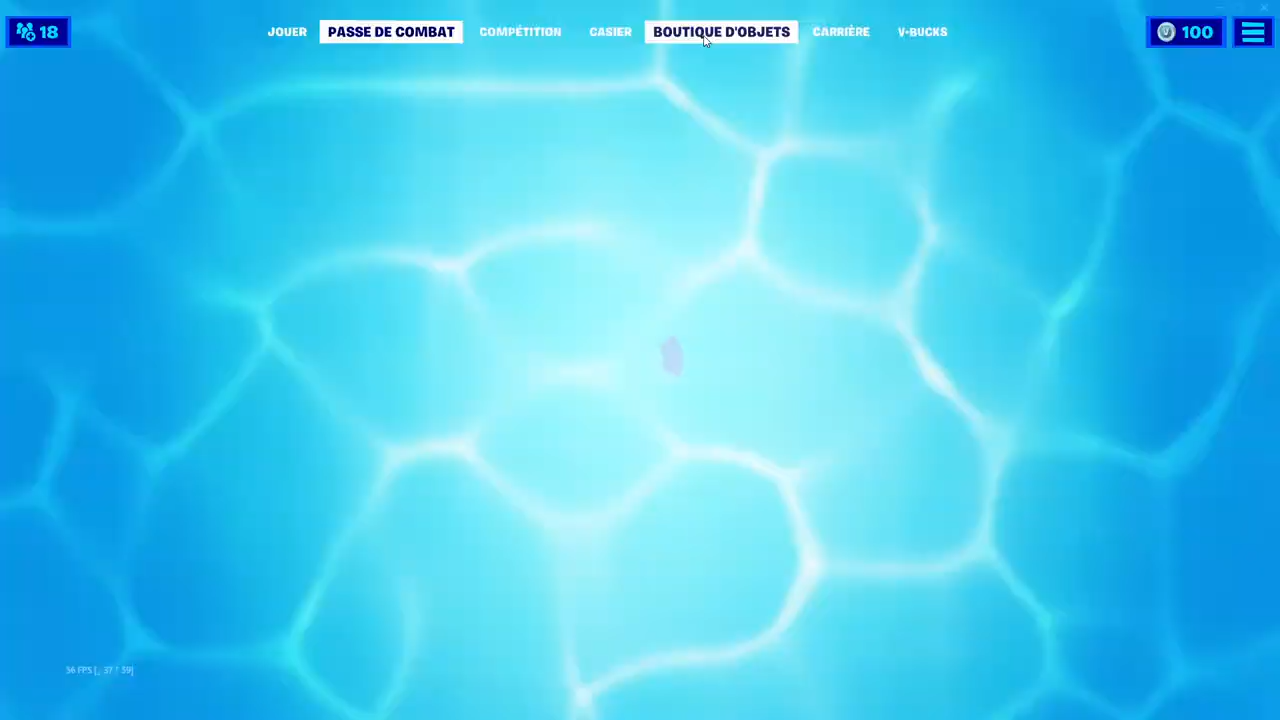 18
JOUER
PASSE DE COMBAT
COMPÉTITION
CASIER
BOUTIQUE D'OBJETS
CARRIÈRE
V-BUCKS
100